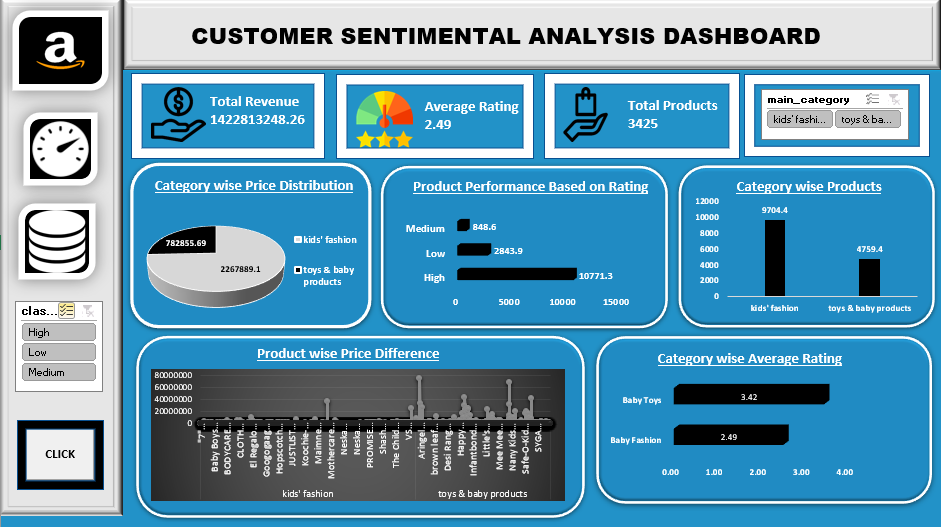 a
CUSTOMER SENTIMENTAL ANALYSIS DASHBOARD
Total Revenue
1422813248.26
Average Rating
2.49
Total Products
3425
main_category
kids' fashi...
toys & ba...
Category wise Price Distribution
782855.69
2267889.1
kids' fashion
toys & baby
products
Product Performance Based on Rating
Medium
848.6
Low
2843.9
High
10771.3
0 5000 10000 15000
Category wise Products
12000
10000
8000
6000
4000
2000
0
9704.4
4759.4
kids' fashion
toys & baby products
clas...
High
Low
Medium
CLICK
Product wise Price Difference
80000000
60000000
40000000
20000000
0
Baby Boys...
BODYCARE...
CLOTH...
El Regalo...
Googogaag...
Hopscotch...
JUSTLIST...
Koochie...
Maimne...
Mothercare...
Neska...
Neska...
PROMISE...
Shash...
The Child...
VS...
Aringel...
brown leaf...
Desi Rang...
Happy...
Infantbond...
Little's...
Mee Mee...
Nany Kids...
Safe-O-Kid...
SYGA...
kids' fashion
toys & baby products
Category wise Average Rating
Baby Toys
3.42
Baby Fashion
2.49
0.00 1.00 2.00 3.00 4.00